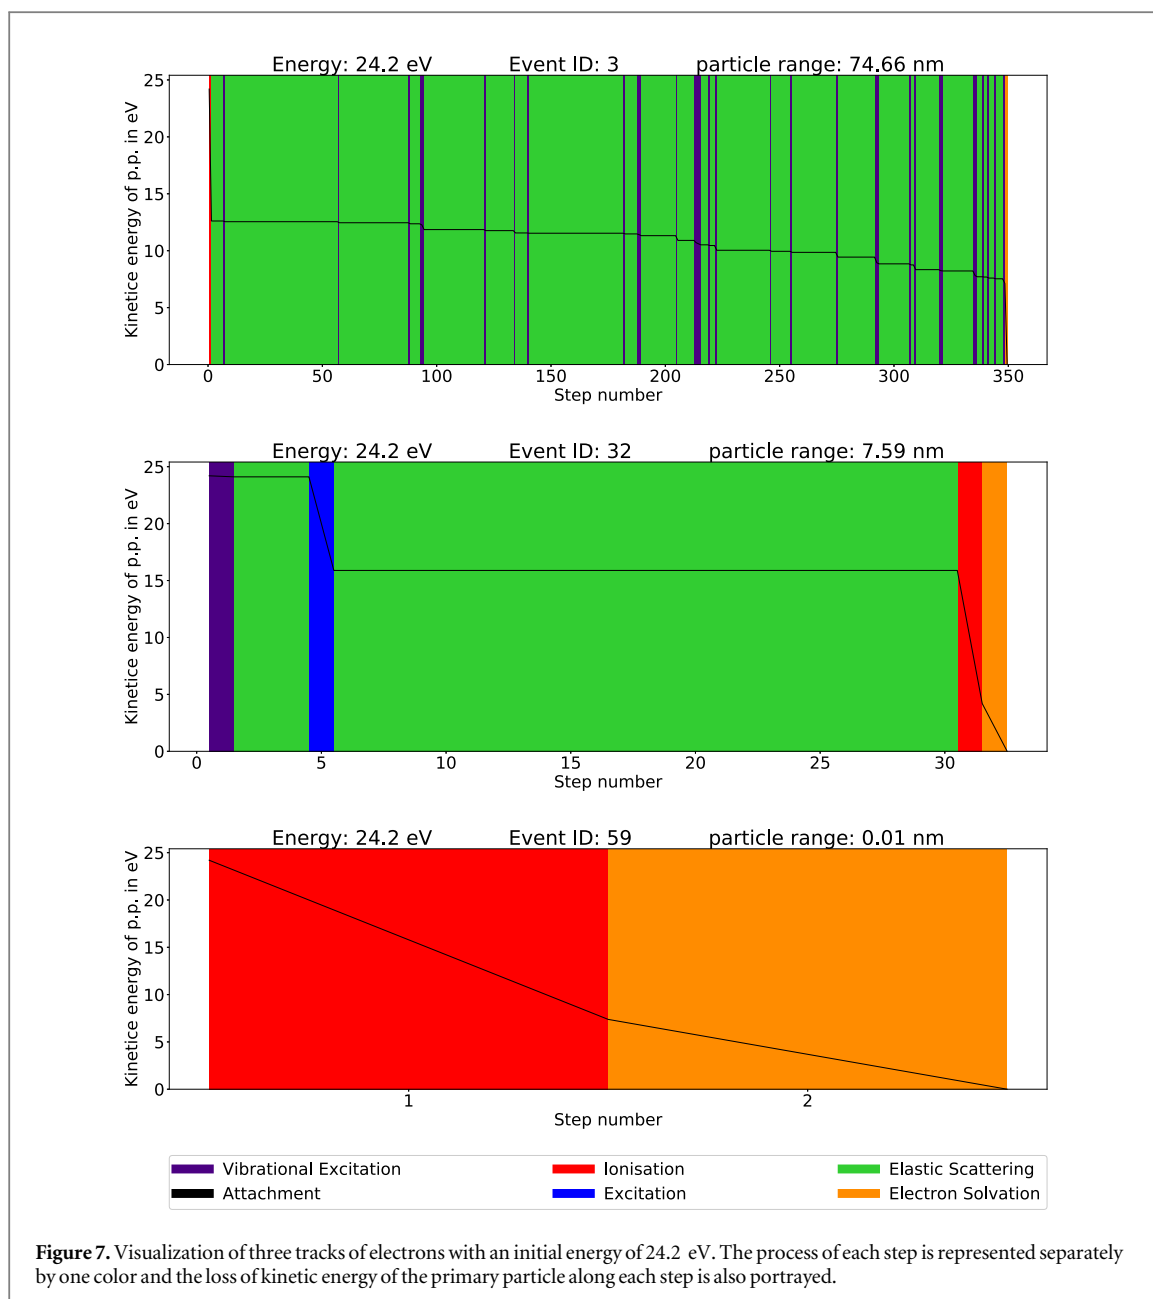 Energy: 24.2 eV Event ID: 3 particle range: 74.66 nm
Kinetice energy of p.p. in eV
25
20
15
10
5
0
0 50 100 150 200 250 300 350
Step number
Energy: 24.2 eV Event ID: 32 particle range: 7.59 nm
Kinetice energy of p.p. in eV
25
20
15
10
5
0
0 5 10 15 20 25 30
Step number
Energy: 24.2 eV Event ID: 59 particle range: 0.01 nm
Kinetice energy of p.p. in eV
25
20
15
10
5
0
1 2
Step number
Vibrational Excitation Ionisation Elastic Scattering
Attachment Excitation Electron Solvation
Figure 7. Visualization of three tracks of electrons with an initial energy of 24.2 eV. The process of each step is represented separately
by one color and the loss of kinetic energy of the primary particle along each step is also portrayed.